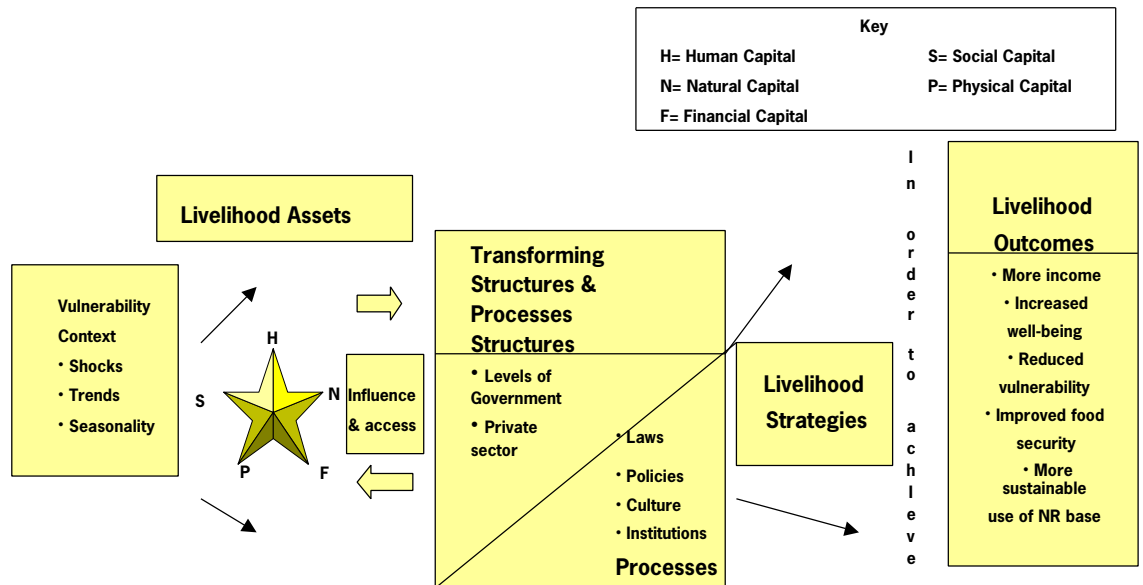 Key
H= Human Capital
S= Social Capital
N= Natural Capital
P= Physical Capital
F= Financial Capital
Livelihood Assets
Vulnerability
Context
• Shocks
• Trends
• Seasonality
H
S
N
P
F
Influence
& access
Transforming
Structures &
Processes
Structures
• Levels of
Government
• Private
sector
• Laws
• Policies
• Culture
• Institutions
Processes
Livelihood
Strategies
In order to achleve
Livelihood
Outcomes
• More income
• Increased
well-being
• Reduced
vulnerability
• Improved food
security
• More
sustainable
use of NR base